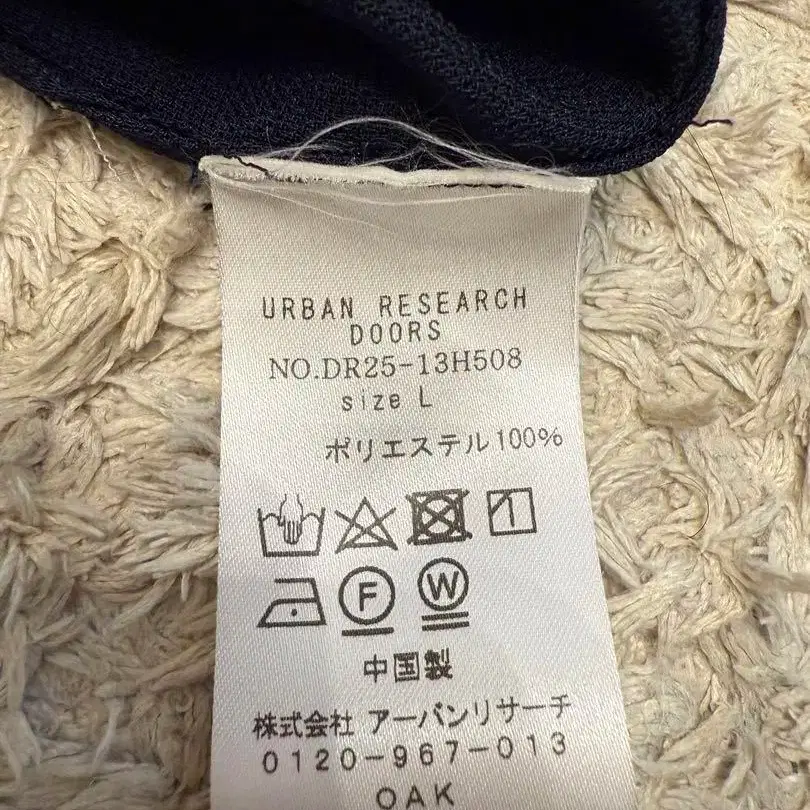 URBAN RESEARCH
DOORS
NO.DR25-13H508
size L
ポリエステル100%
F W
中国製
株式会社 アーバンリサーチ
0120-967-013
OAK